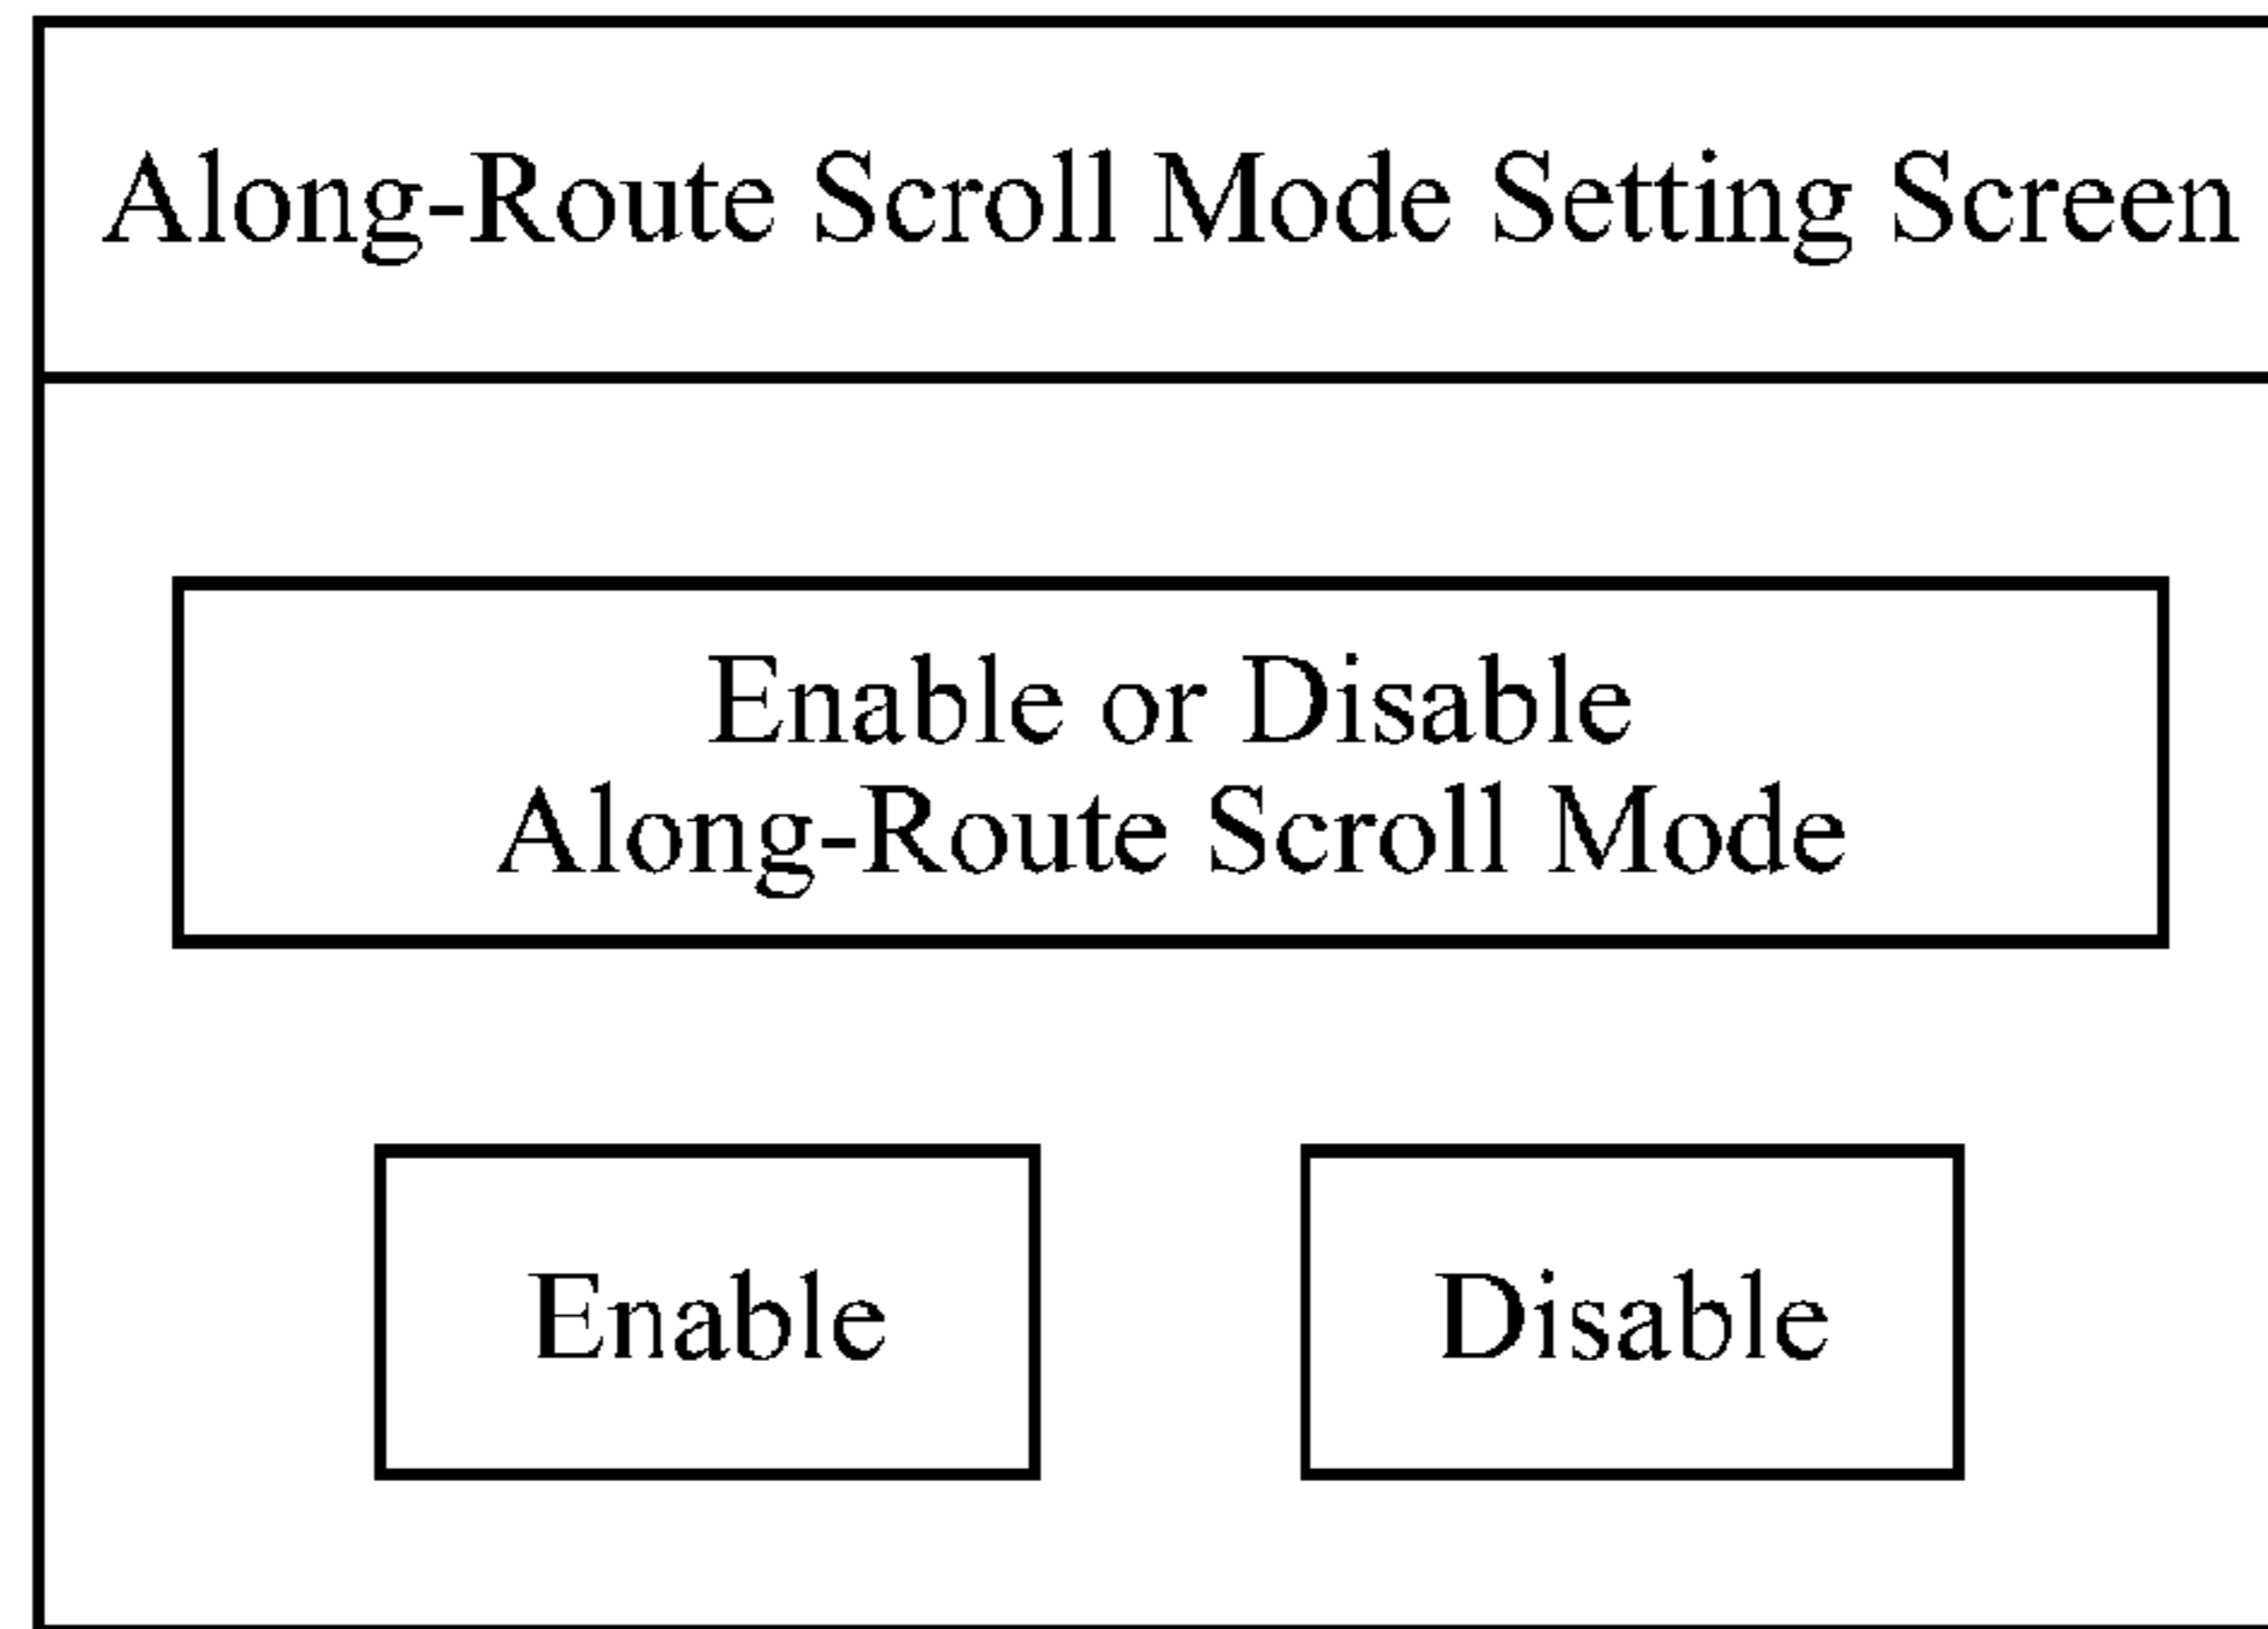 Along-Route Scroll Mode Setting Screen
Enable or Disable
Along-Route Scroll Mode
Enable
Disable